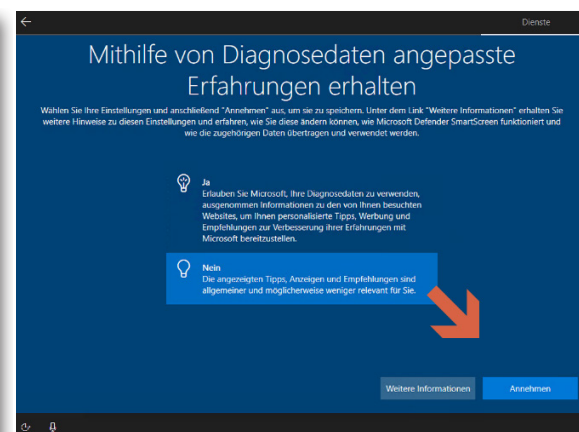 Dienste
Mithilfe von Diagnosedaten angepasste
Erfahrungen erhalten
Wählen Sie Ihre Einstellungen und anschließend "Annehmen" aus, um sie zu speichern. Unter dem Link "Weitere Informationen" erhalten Sie
weitere Hinweise zu diesen Einstellungen und erfahren, wie Sie diese ändern können, wie Microsoft Defender SmartScreen funktioniert und
wie die zugehörigen Daten übertragen und verwendet werden.
Ja
Erlauben Sie Microsoft, Ihre Diagnosedaten zu verwenden,
ausgenommen Informationen zu den von Ihnen besuchten
Websites, um Ihnen personalisierte Tipps, Werbung und
Empfehlungen zur Verbesserung ihrer Erfahrungen mit
Microsoft bereitzustellen.
Nein
Die angezeigten Tipps, Anzeigen und Empfehlungen sind
allgemeiner und möglicherweise weniger relevant für Sie.
Weitere Informationen
Annehmen